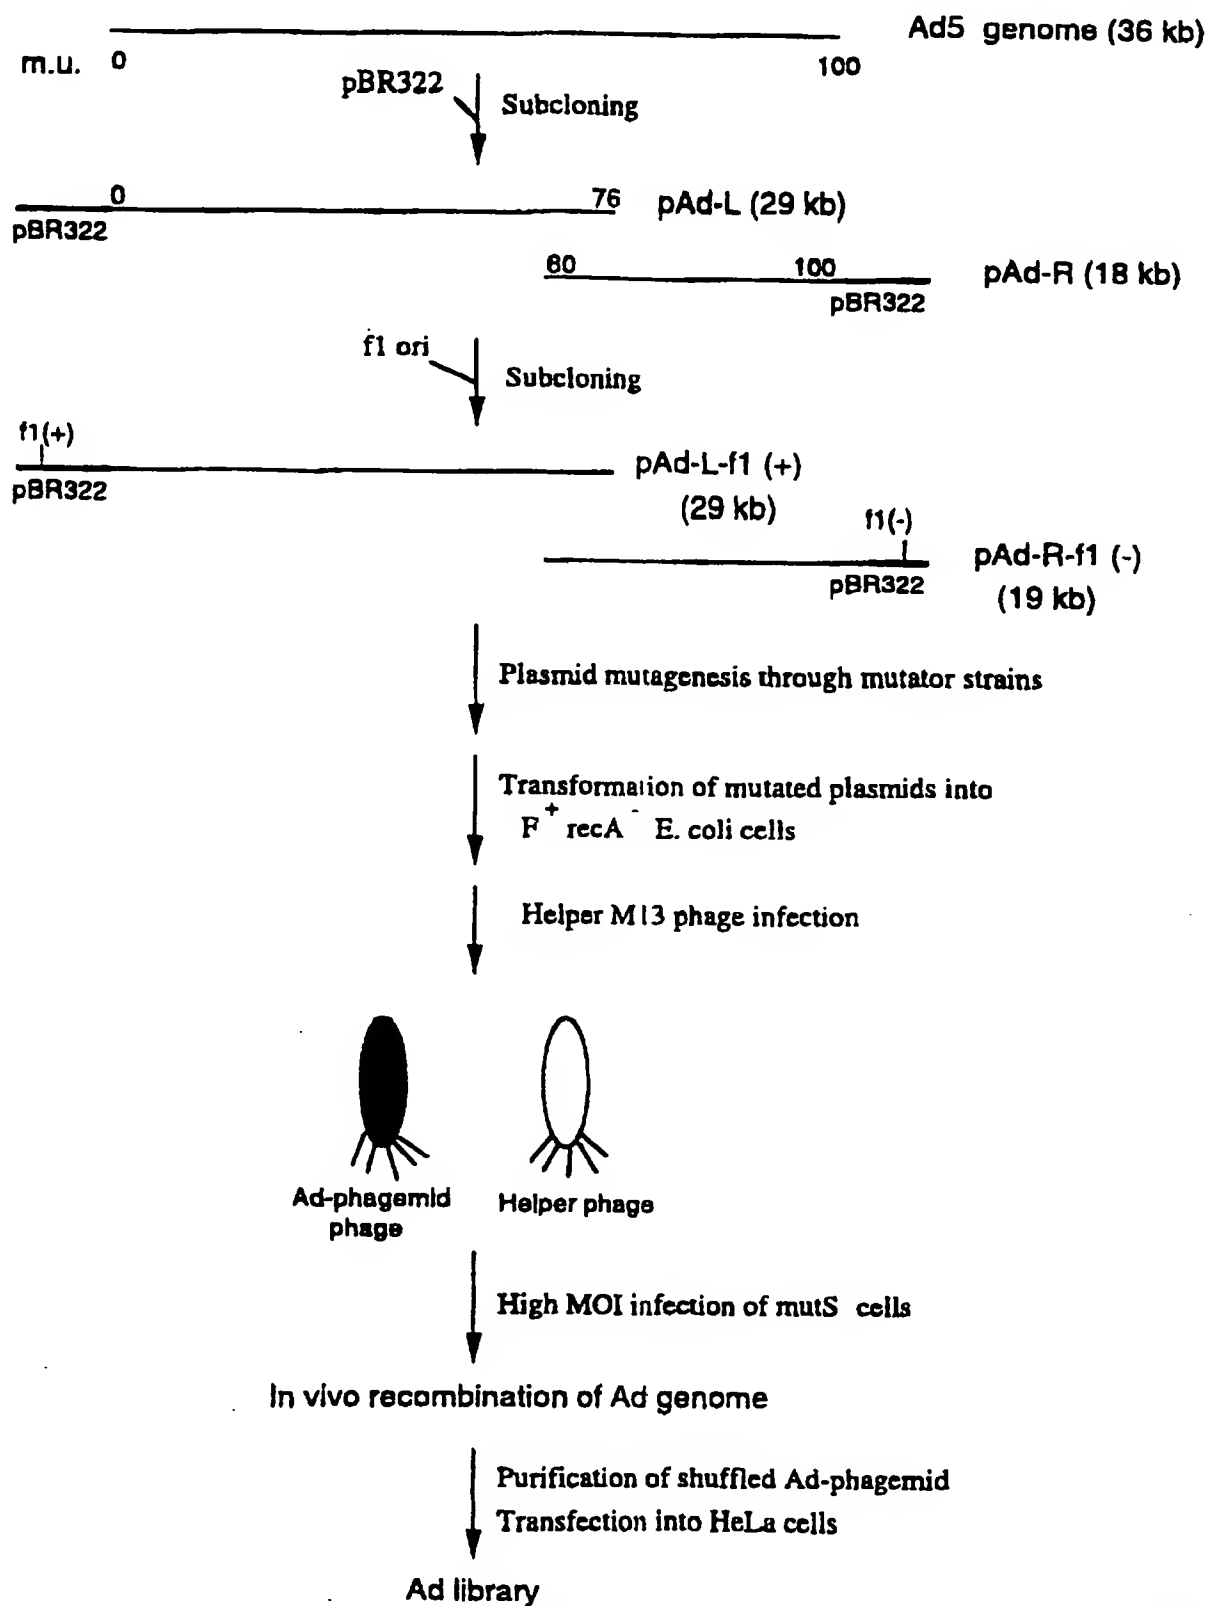 Ad5 genome (36 kb)
m.u. 0 100
pBR322
Subcloning
0 76 pAd-L (29 kb)
pBR322
60 100 pAd-R (18 kb)
pBR322
f1 ori
Subcloning
f1(+)
pBR322
pAd-L-f1 (+)
(29 kb)
f1(-)
pBR322
pAd-R-f1 (-)
(19 kb)
Plasmid mutagenesis through mutator strains
Transformation of mutated plasmids into
F+ recA- E. coli cells
Helper M13 phage infection
Ad-phagemid
phage
Helper phage
High MOI infection of mutS cells
In vivo recombination of Ad genome
Purification of shuffled Ad-phagemid
Transfection into HeLa cells
Ad library